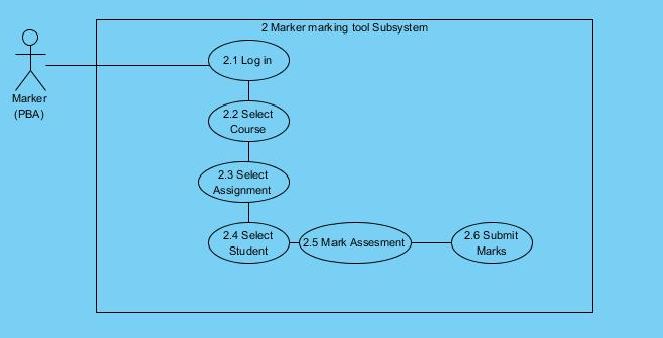 2 Marker marking tool Subsystem
2.1 Log in
Marker
(PBA)
2.2 Select
Course
2.3 Select
Assignment
2.4 Select
Student
2.5 Mark Assesment
2.6 Submit
Marks